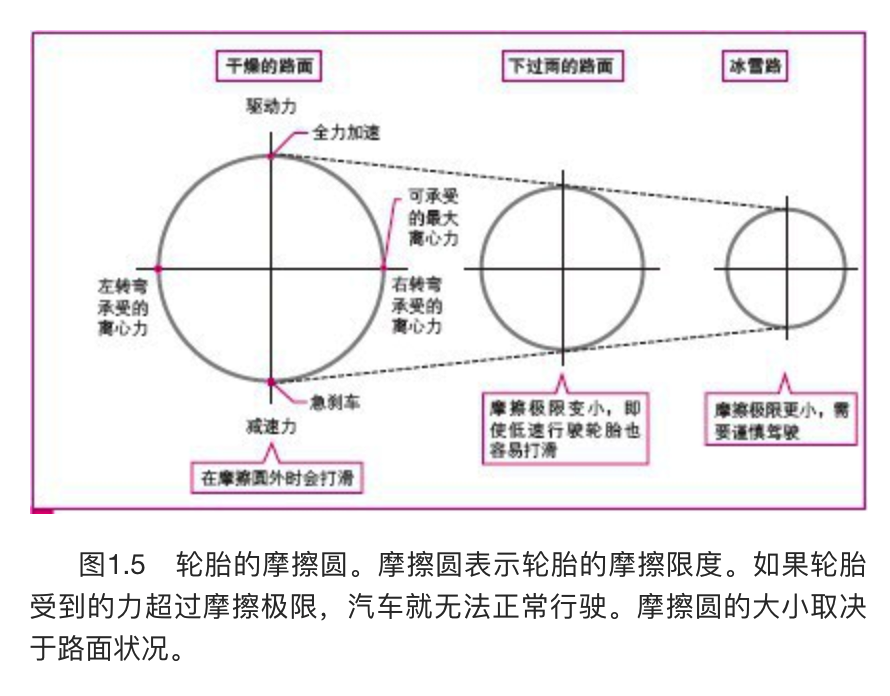 干燥的路面
下过雨的路面
冰雪路
驱动力
全力加速
可承受
的最大
离心力
左转弯
承受的
离心力
右转弯
承受的
离心力
急刹车
减速力
在摩擦圆外时会打滑
摩擦极限变小，即
使低速行驶轮胎也
容易打滑
摩擦极限更小，需
要谨慎驾驶
图1.5 轮胎的摩擦圆。摩擦圆表示轮胎的摩擦限度。如果轮胎
受到的力超过摩擦极限，汽车就无法正常行驶。摩擦圆的大小取决
于路面状况。